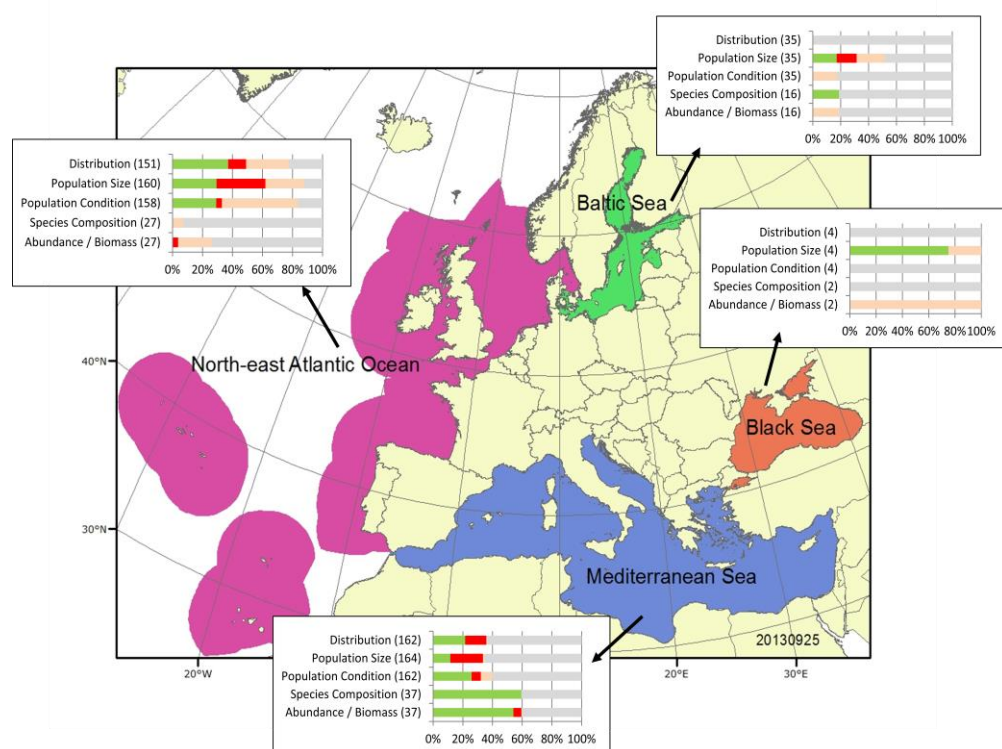 Distribution (35)
Population Size (35)
Population Condition (35)
Species Composition (16)
Abundance / Biomass (16)
0% 20% 40% 60% 80% 100%
Distribution (151)
Population Size (160)
Population Condition (158)
Species Composition (27)
Abundance / Biomass (27)
0% 20% 40% 60% 80% 100%
Baltic Sea
Distribution (4)
Population Size (4)
Population Condition (4)
Species Composition (2)
Abundance / Biomass (2)
0% 20% 40% 60% 80% 100%
40°N
North-east Atlantic Ocean
Black Sea
30°N
Mediterranean Sea
20130925
20°W
20°E
30°E
Distribution (162)
Population Size (164)
Population Condition (162)
Species Composition (37)
Abundance / Biomass (37)
0% 20% 40% 60% 80% 100%